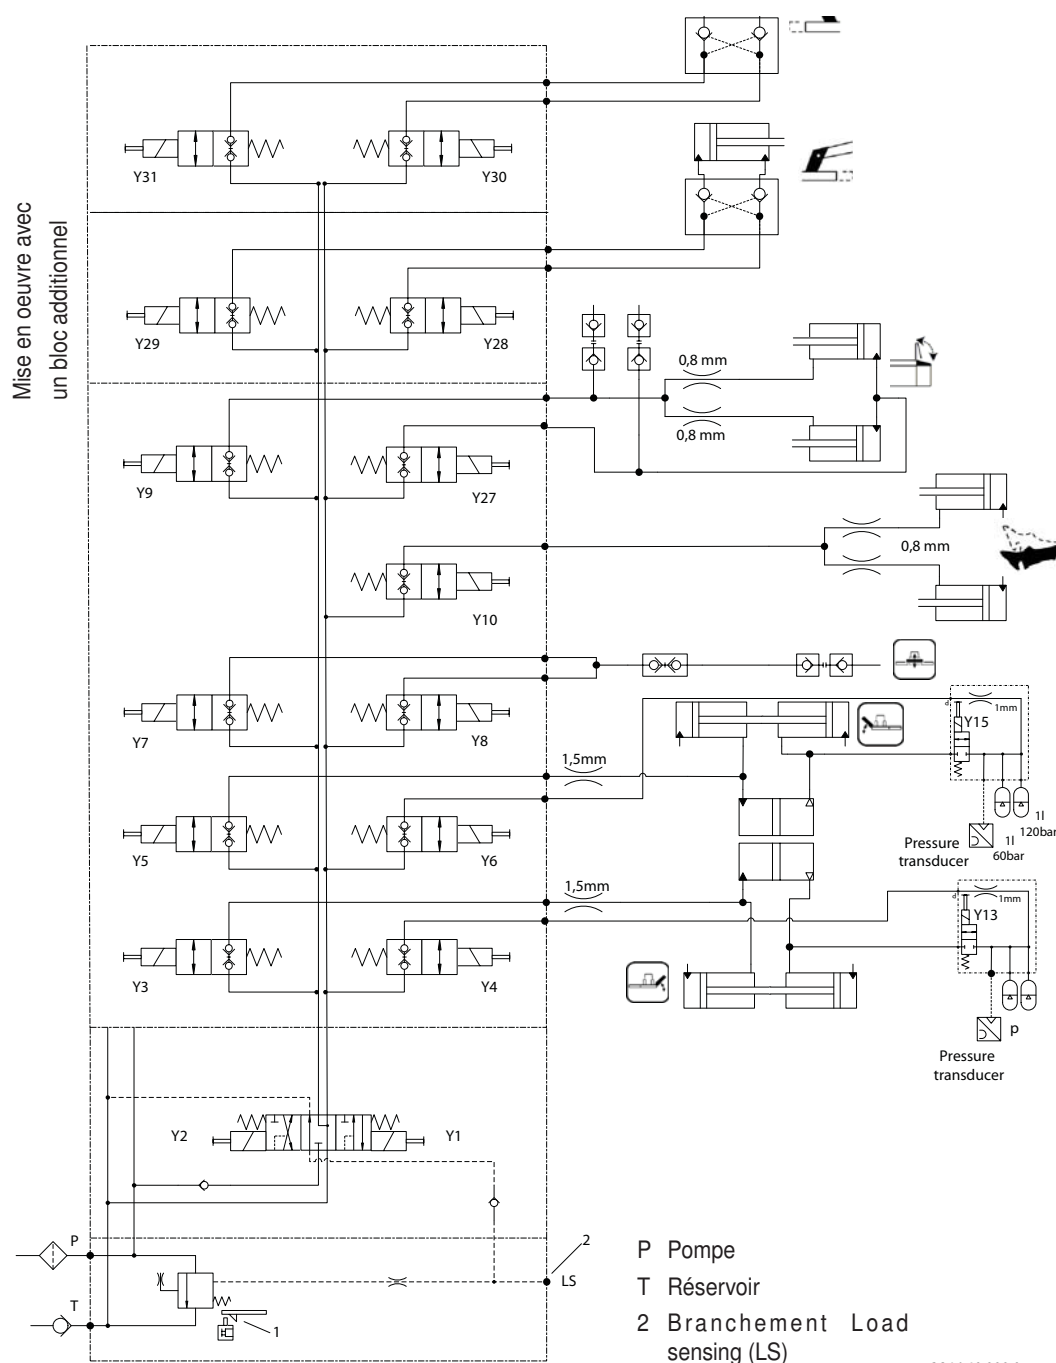 Mise en oeuvre avec
un bloc additionnel
Y31
Y30
Y29
Y28
0,8 mm
0,8 mm
Y9
Y27
0,8 mm
Y10
Y7
Y8
1mm
Y15
1,5mm
Y5
Y6
Pressure
transducer
1l
120bar
1l
60bar
1,5mm
1mm
Y13
Y3
Y4
p
Pressure
transducer
Y2
Y1
P
2
LS
T
1
P Pompe
T Réservoir
2 Branchement Load
sensing (LS)